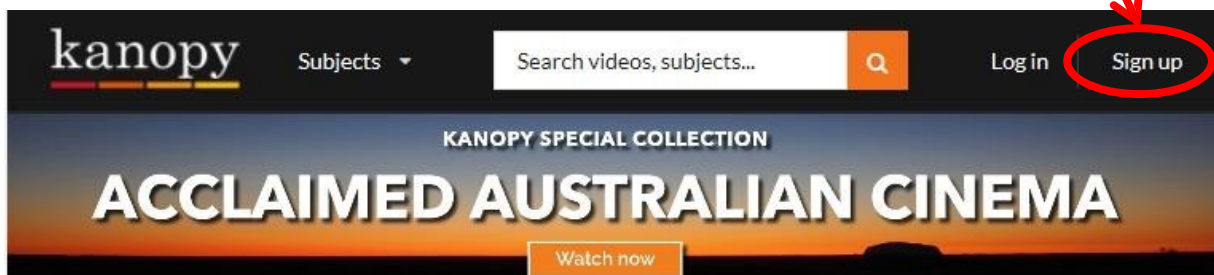 kanopy Subjects Search videos, subjects... Log in Sign up
KANOPY SPECIAL COLLECTION
ACCLAIMED AUSTRALIAN CINEMA
Watch now